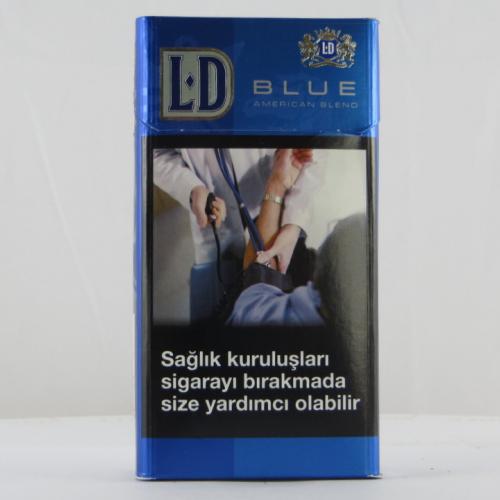 L·D
L·D
BLUE
AMERICAN BLEND
Sağlık kuruluşları
sigarayı bırakmada
size yardımcı olabilir